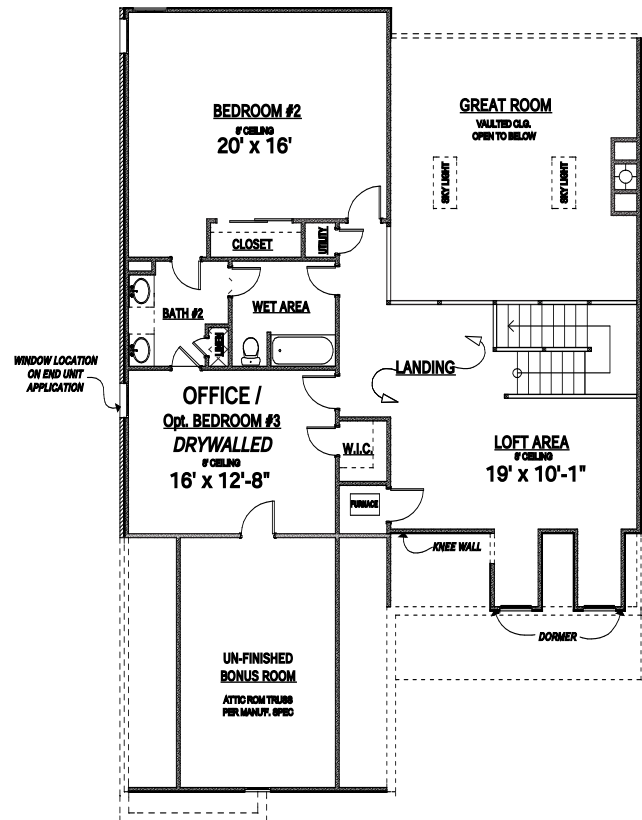 BEDROOM #2
8' CEILING
20' x 16'
GREAT ROOM
VAULTED CLG.
OPEN TO BELOW
SKY LIGHT
SKY LIGHT
CLOSET
UTILITY
BATH #2
WET AREA
LINEN
WINDOW LOCATION
ON END UNIT
APPLICATION
LANDING
OFFICE /
Opt. BEDROOM #3
DRYWALLED
8' CEILING
16' x 12'-8"
W.I.C.
LOFT AREA
8' CEILING
19' x 10'-1"
FURNACE
KNEE WALL
DORMER
UN-FINISHED
BONUS ROOM
ATTIC ROM TRUSS
PER MANUF. SPEC